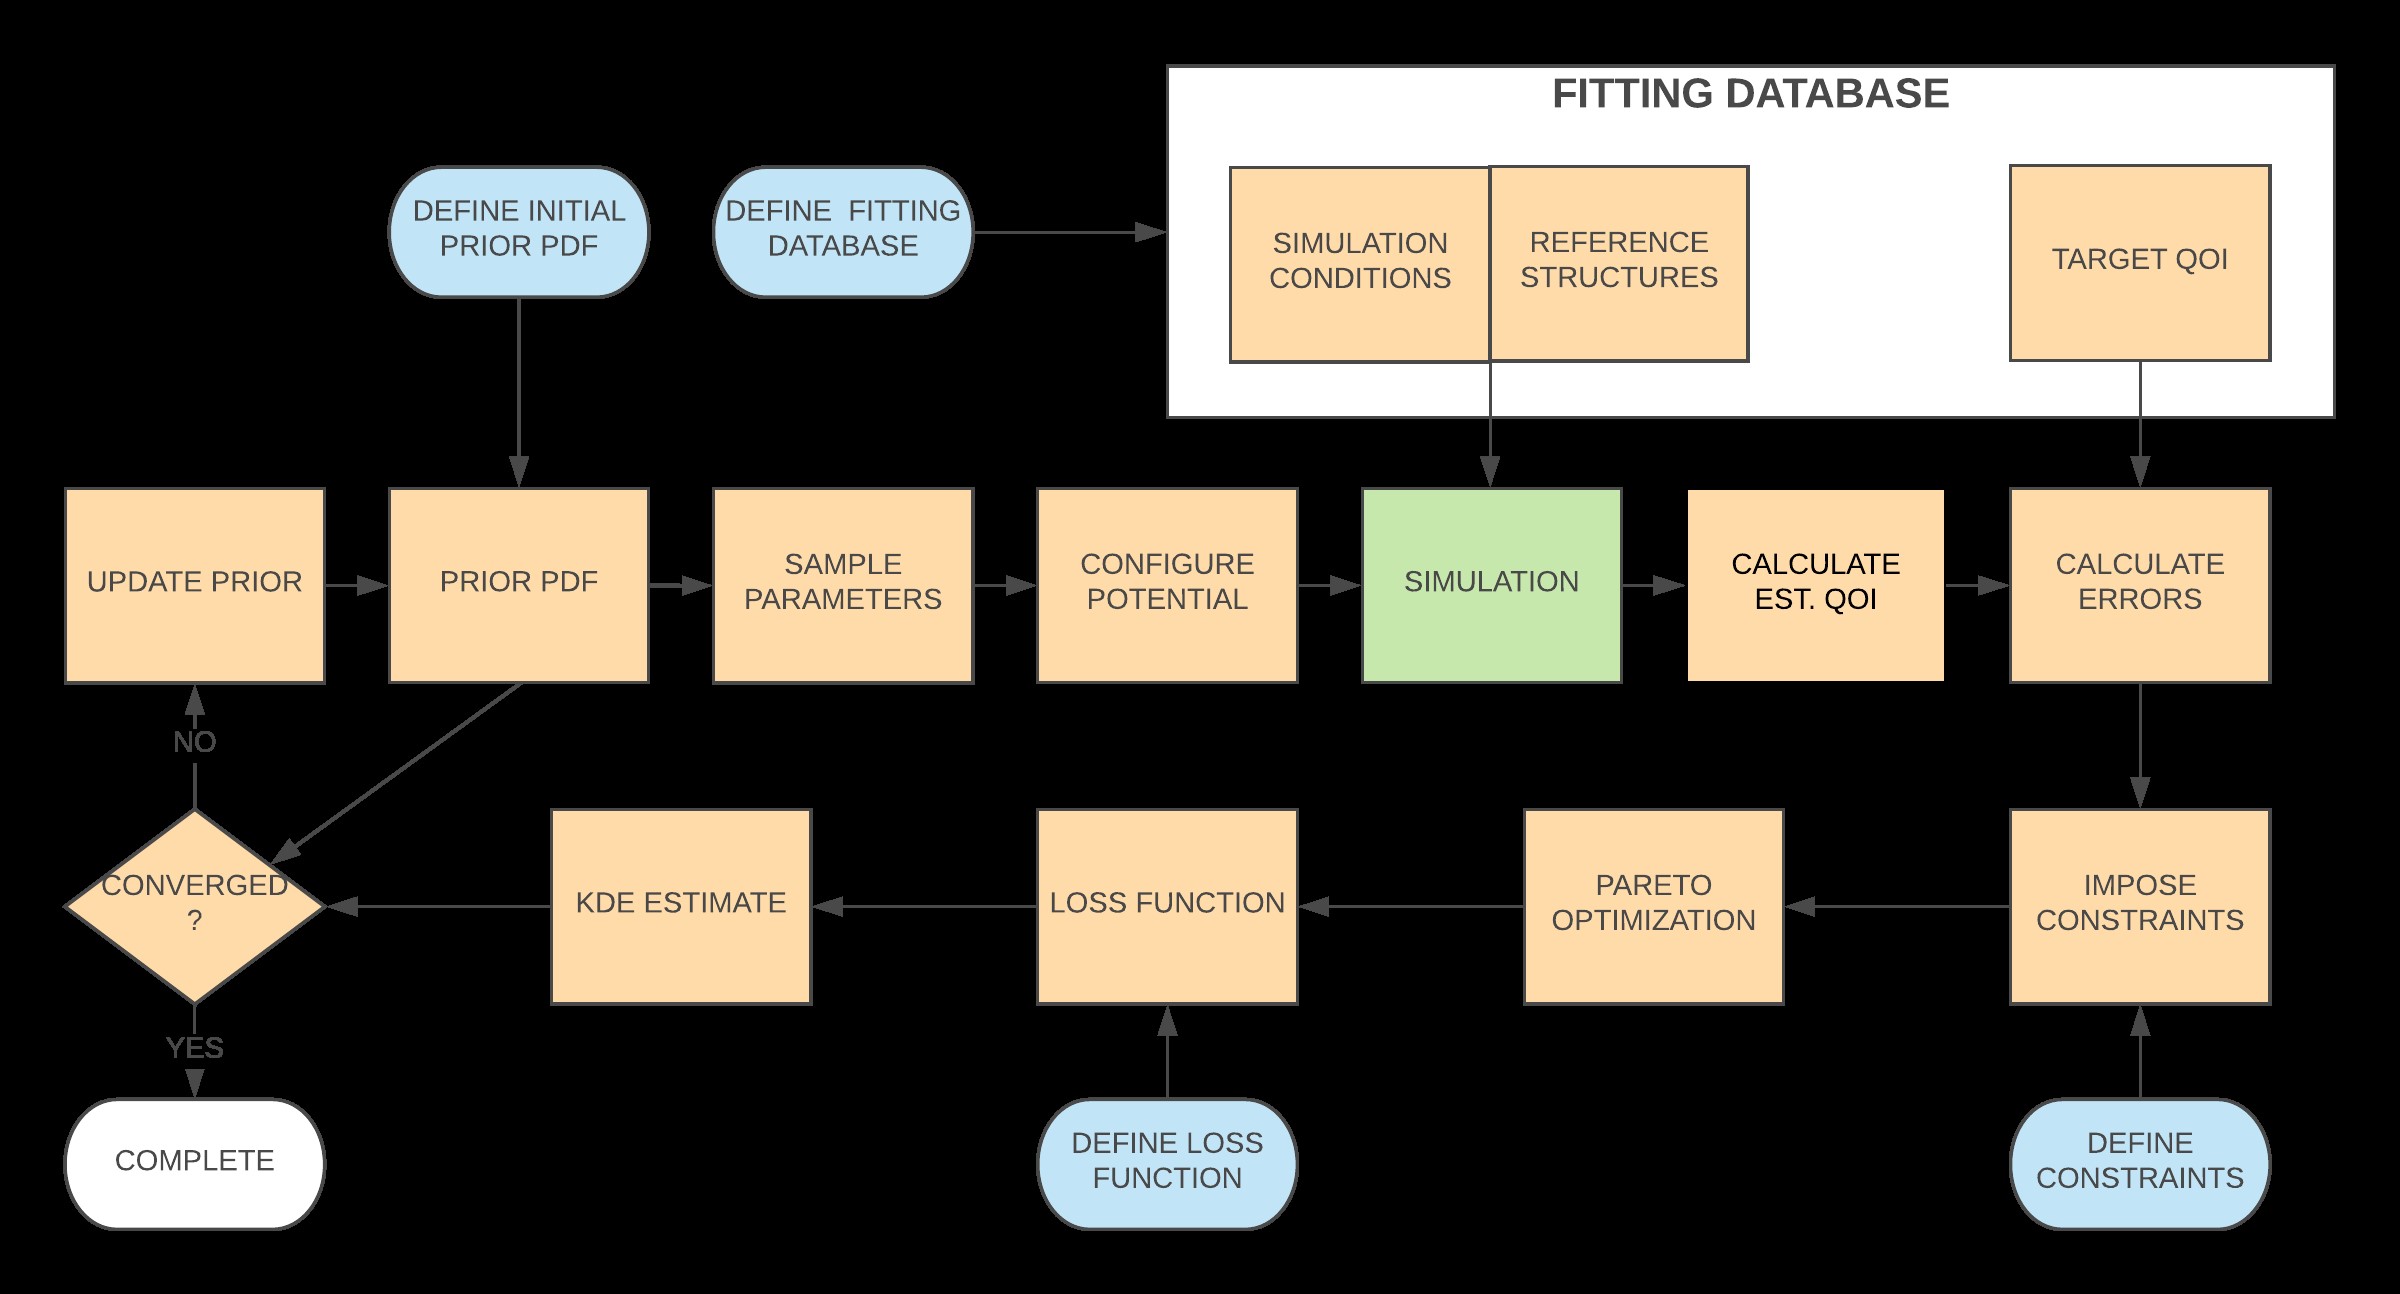 FITTING DATABASE
DEFINE INITIAL
PRIOR PDF
DEFINE  FITTING
DATABASE
SIMULATION
CONDITIONS
REFERENCE
STRUCTURES
TARGET QOI
UPDATE PRIOR
PRIOR PDF
SAMPLE
PARAMETERS
CONFIGURE
POTENTIAL
SIMULATION
CALCULATE
EST. QOI
CALCULATE
ERRORS
NO
CONVERGED
?
KDE ESTIMATE
LOSS FUNCTION
PARETO
OPTIMIZATION
IMPOSE
CONSTRAINTS
YES
COMPLETE
DEFINE LOSS
FUNCTION
DEFINE
CONSTRAINTS